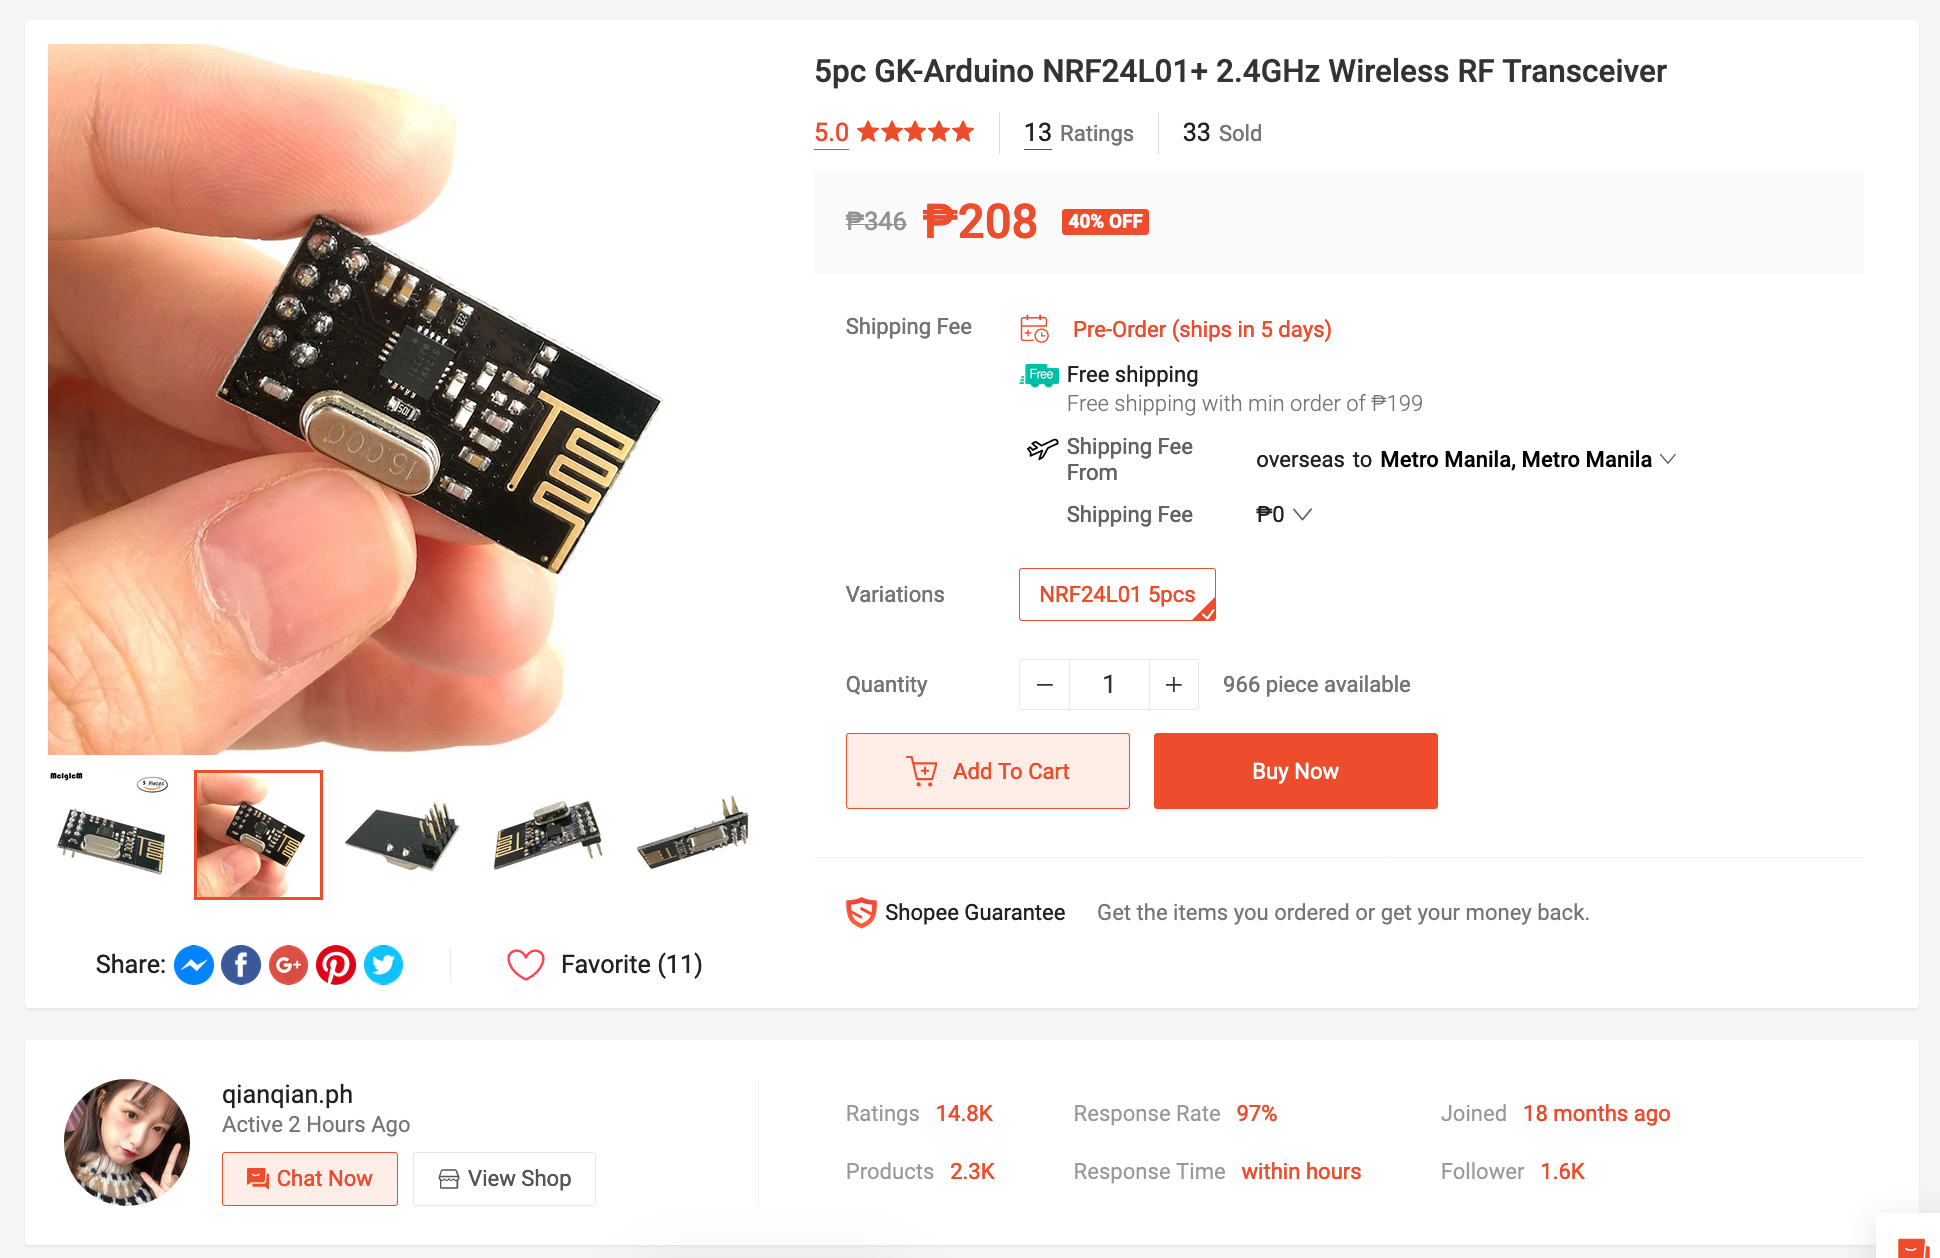 5pc GK-Arduino NRF24L01+ 2.4GHz Wireless RF Transceiver
5.0
13 Ratings
33 Sold
₱346 ₱208 40% OFF
Shipping Fee
Pre-Order (ships in 5 days)
Free Free shipping
Free shipping with min order of ₱199
Shipping Fee From
overseas to Metro Manila, Metro Manila
Shipping Fee ₱0
Variations NRF24L01 5pcs
Quantity 1 966 piece available
Add To Cart
Buy Now
Shopee Guarantee Get the items you ordered or get your money back.
16.000
5 Pieces
Share:
Favorite (11)
qianqian.ph
Active 2 Hours Ago
Chat Now
View Shop
Ratings 14.8K
Response Rate 97%
Joined 18 months ago
Products 2.3K
Response Time within hours
Follower 1.6K